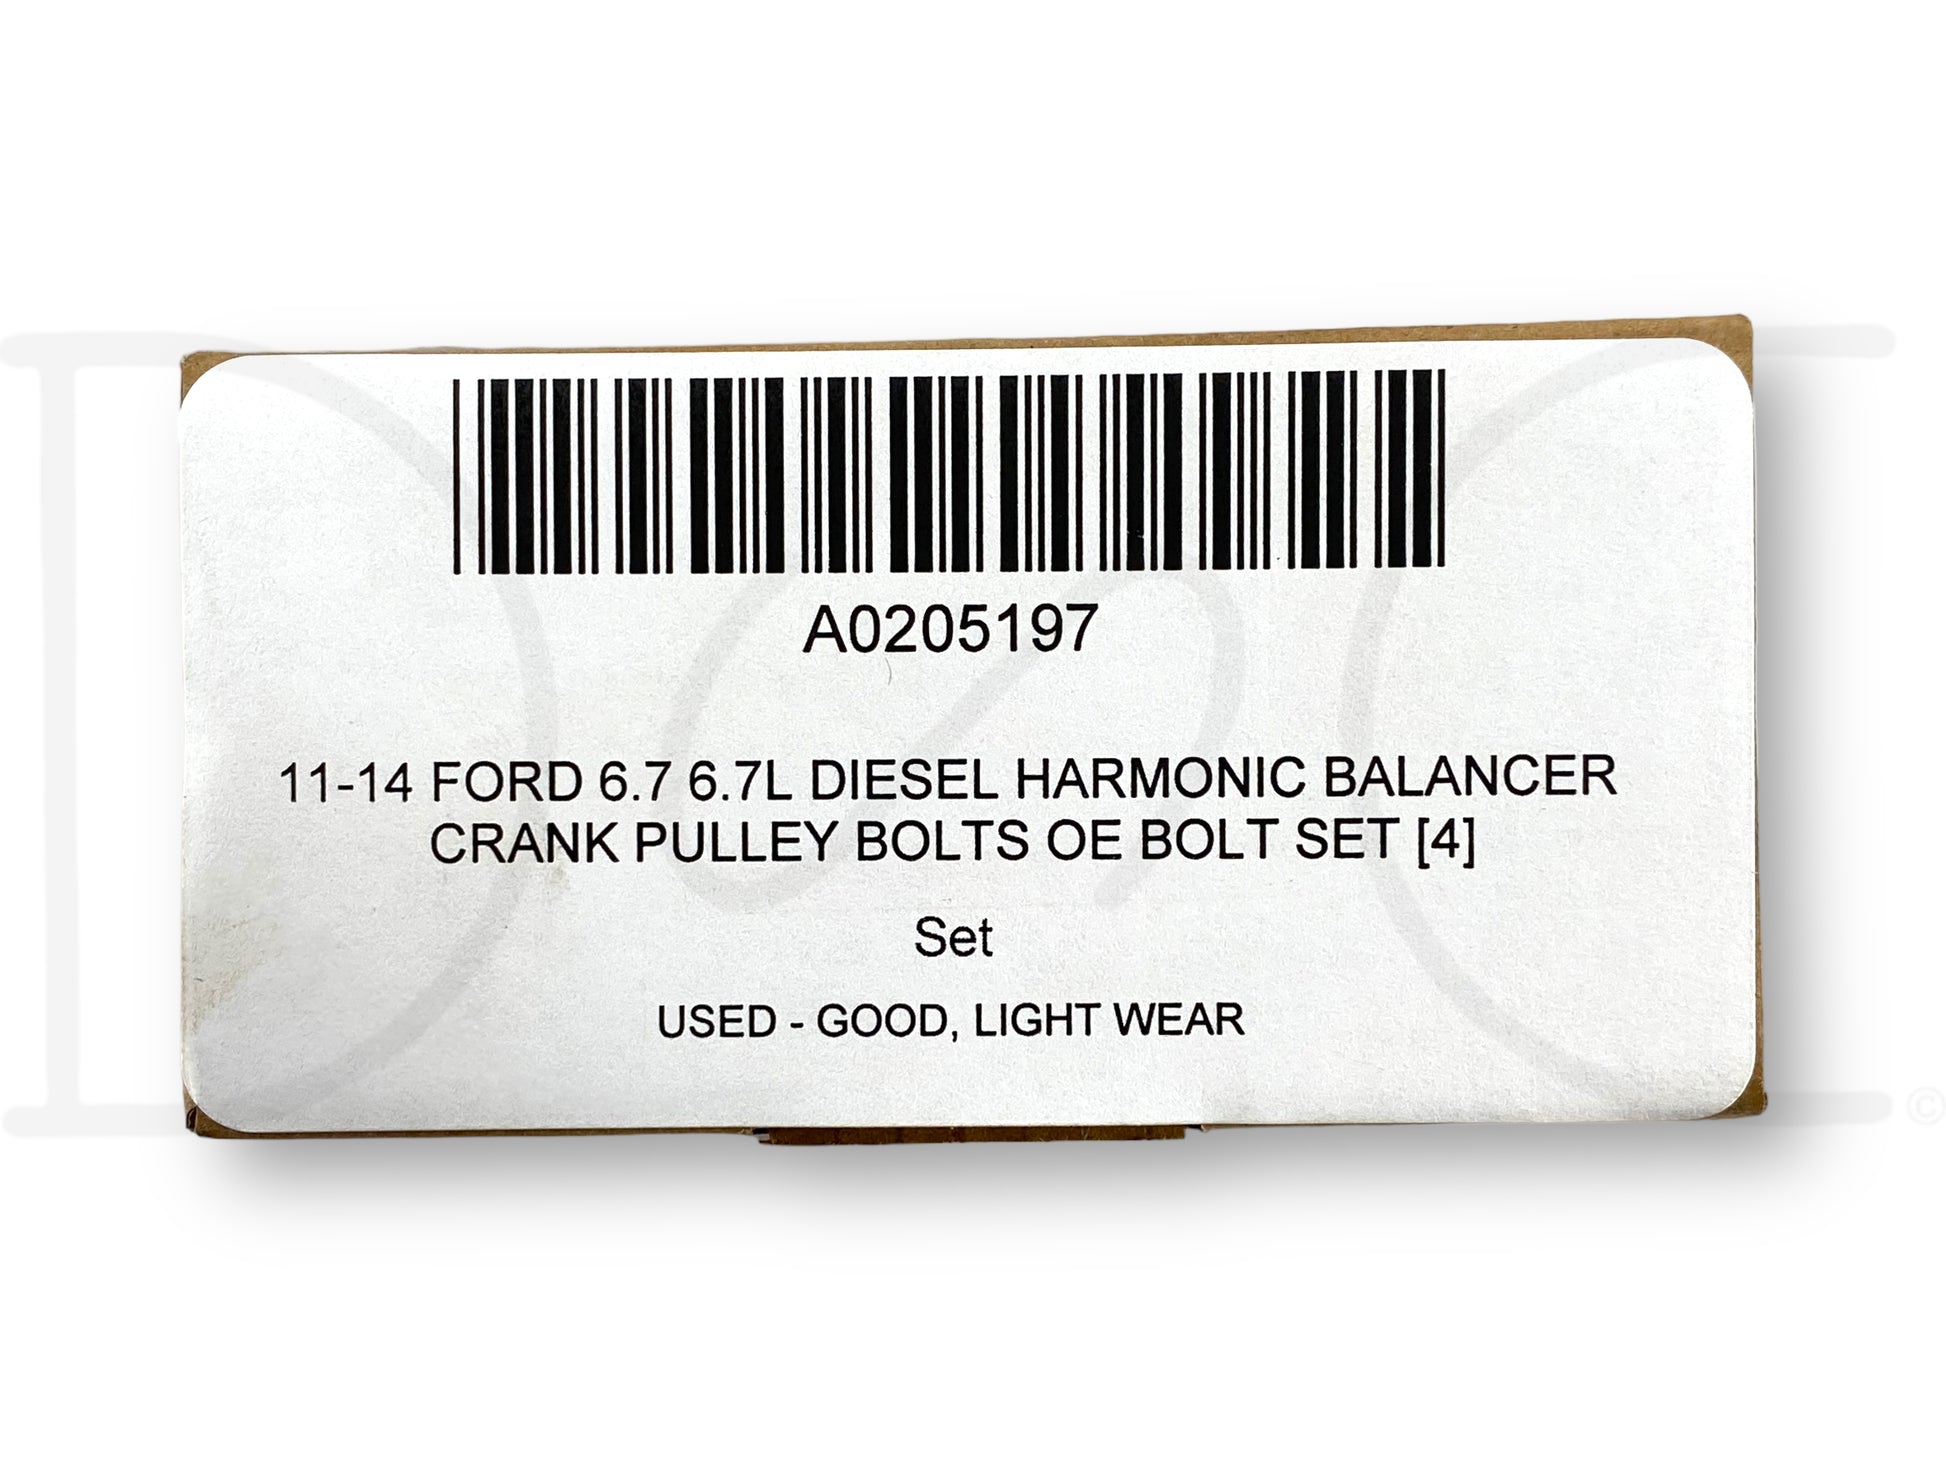 A0205197
11-14 FORD 6.7 6.7L DIESEL HARMONIC BALANCER
CRANK PULLEY BOLTS OE BOLT SET [4]
Set
USED - GOOD, LIGHT WEAR
©